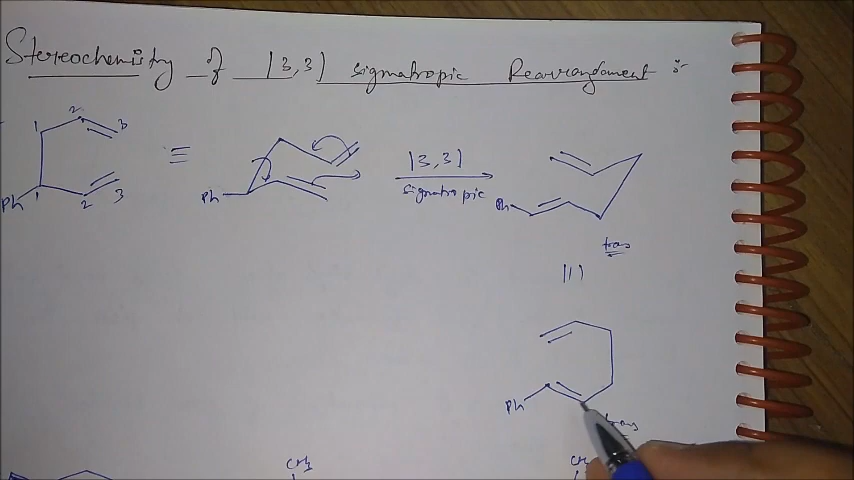 Stereochemistry of [3,3] sigmatropic Rearrangement :-
1 2 3
Ph 1 2 3
≡
Ph
[3,3]
sigmatropic
Ph
trans
|||
Ph
trans
CH3
CH3